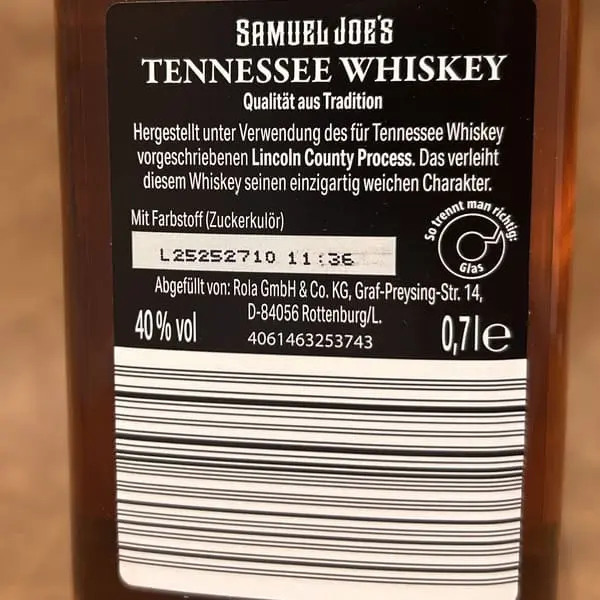 SAMUEL JOE'S
TENNESSEE WHISKEY
Qualität aus Tradition
Hergestellt unter Verwendung des für Tennessee Whiskey
vorgeschriebenen Lincoln County Process. Das verleiht
diesem Whiskey seinen einzigartig weichen Charakter.
Mit Farbstoff (Zuckerkulör)
So trennt man richtig:
Glas
L25252710 11:36
Abgefüllt von: Rola GmbH & Co. KG, Graf-Preysing-Str. 14,
D-84056 Rottenburg/L.
40 % vol
4061463253743
0,7le